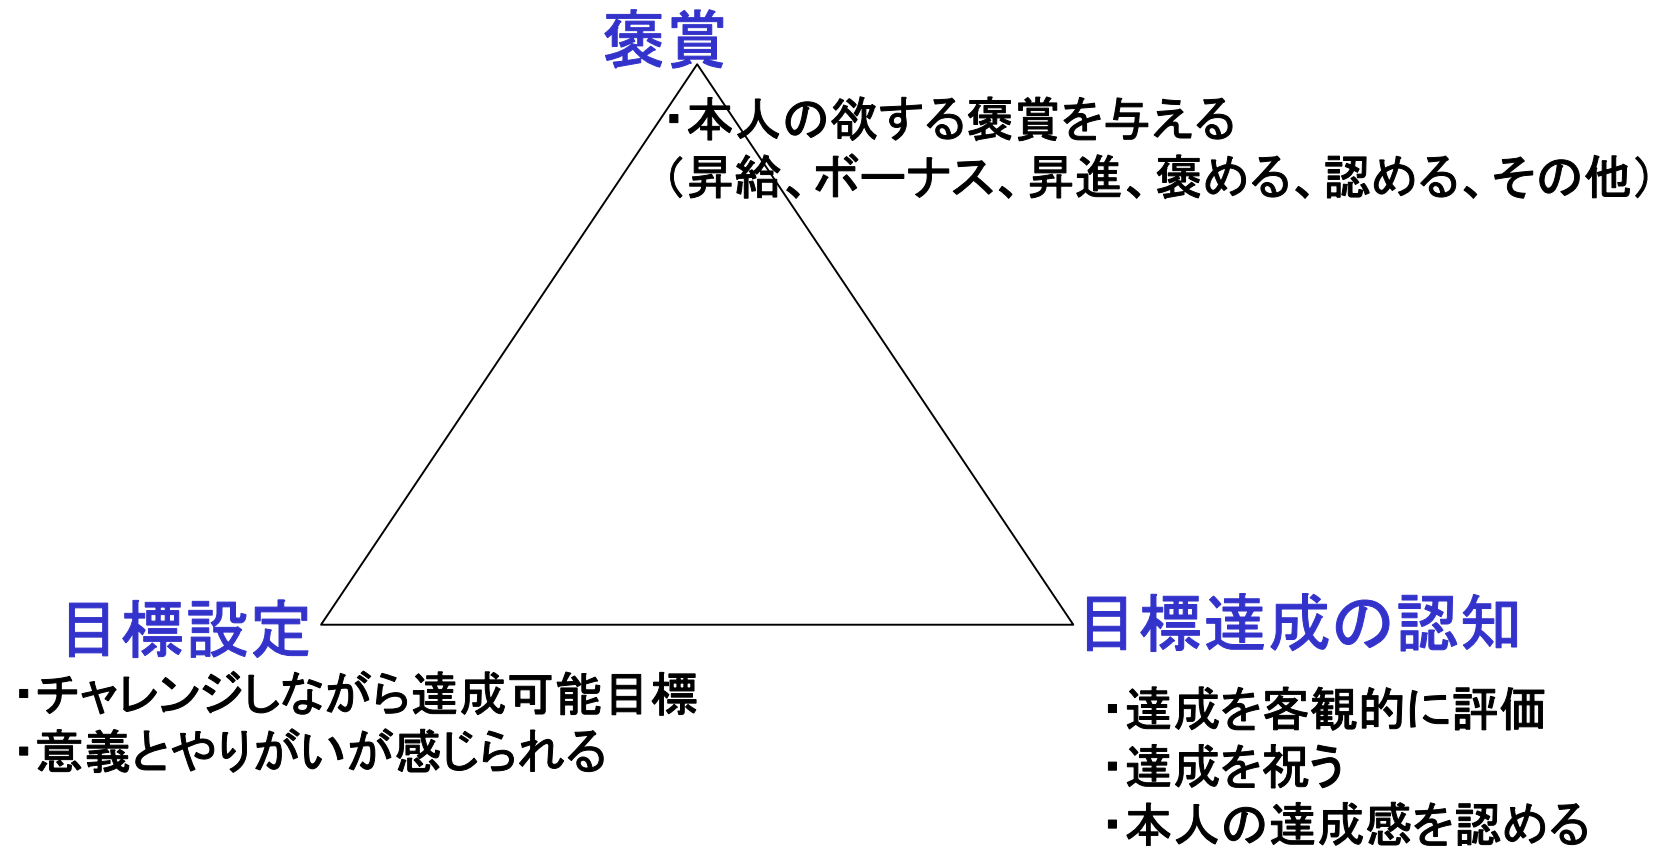 褒賞
・本人の欲する褒賞を与える
（昇給、ボーナス、昇進、褒める、認める、その他）
目標設定
・チャレンジしながら達成可能目標
・意義とやりがいが感じられる
目標達成の認知
・達成を客観的に評価
・達成を祝う
・本人の達成感を認める